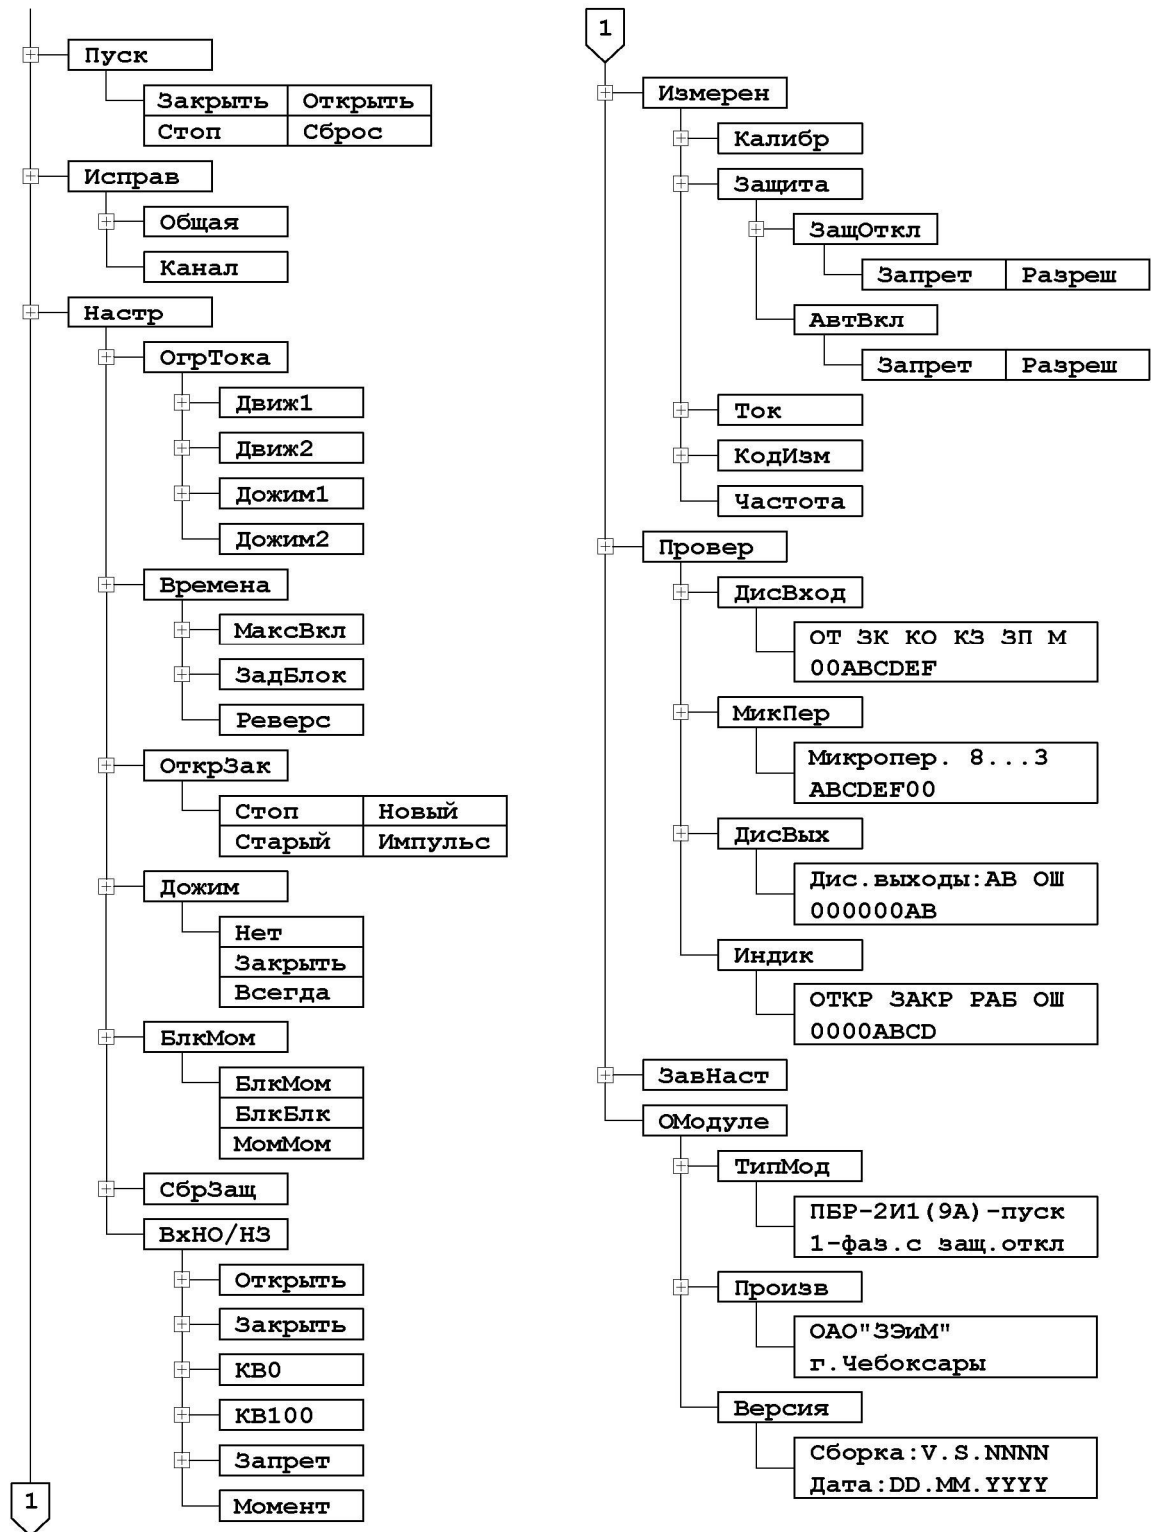 Пуск
Закрыть Открыть
Стоп Сброс
Исправ
Общая
Канал
Настр
ОгрТока
Движ1
Движ2
Дожим1
Дожим2
Времена
МаксВкл
ЗадБлок
Реверс
ОткрЗак
Стоп Новый
Старый Импульс
Дожим
Нет
Закрыть
Всегда
БлкМом
БлкМом
БлкБлк
МомМом
СбрЗащ
ВхНО/НЗ
Открыть
Закрыть
КВ0
КВ100
Запрет
Момент
1
1
Измерен
Калибр
Защита
ЗащОткл
Запрет Разреш
АвтВкл
Запрет Разреш
Ток
КодИзм
Частота
Провер
ДисВход
ОТ ЗК КО КЗ ЗП М
00ABCDEF
МикПер
Микропер. 8...3
ABCDEF00
ДисВых
Дис.выходы:АВ ОШ
000000AB
Индик
ОТКР ЗАКР РАБ ОШ
0000ABCD
ЗавНаст
ОМодуле
ТипМод
ПБР-2И1(9А)-пуск
1-фаз.с защ.откл
Произв
ОАО"ЗЭиМ"
г.Чебоксары
Версия
Сборка:V.S.NNNN
Дата:DD.MM.YYYY